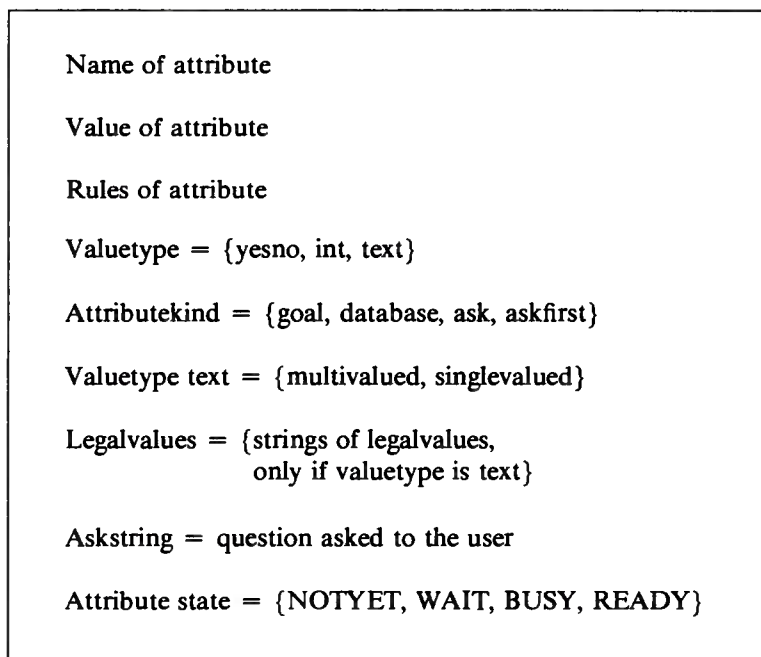 Name of attribute
Value of attribute
Rules of attribute
Valuetype = {yesno, int, text}
Attributekind = {goal, database, ask, askfirst}
Valuetype text = {multivalued, singlevalued}
Legalvalues = {strings of legalvalues,
only if valuetype is text}
Askstring = question asked to the user
Attribute state = {NOTYET, WAIT, BUSY, READY}